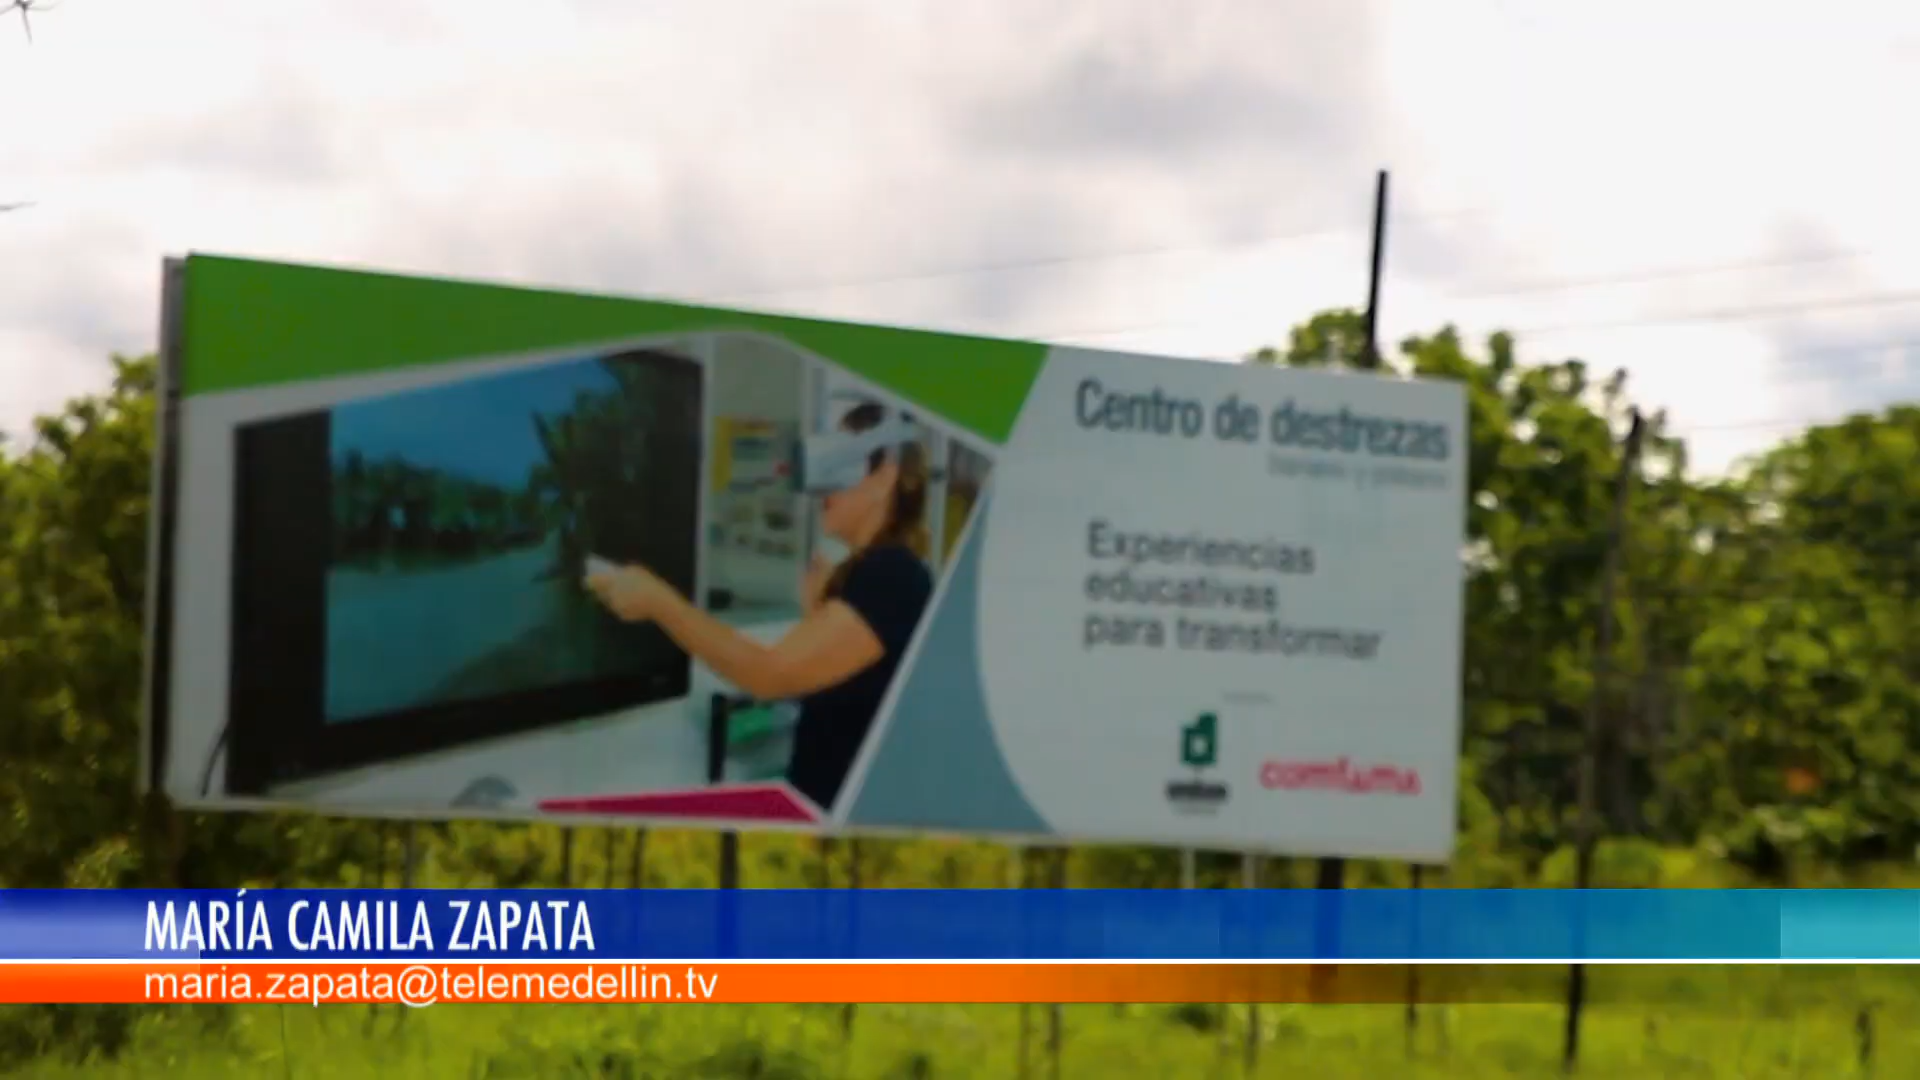 Centro de destrezas
Experiencias
educativas
para transformar
comfama
MARÍA CAMILA ZAPATA
maria.zapata@telemedellin.tv